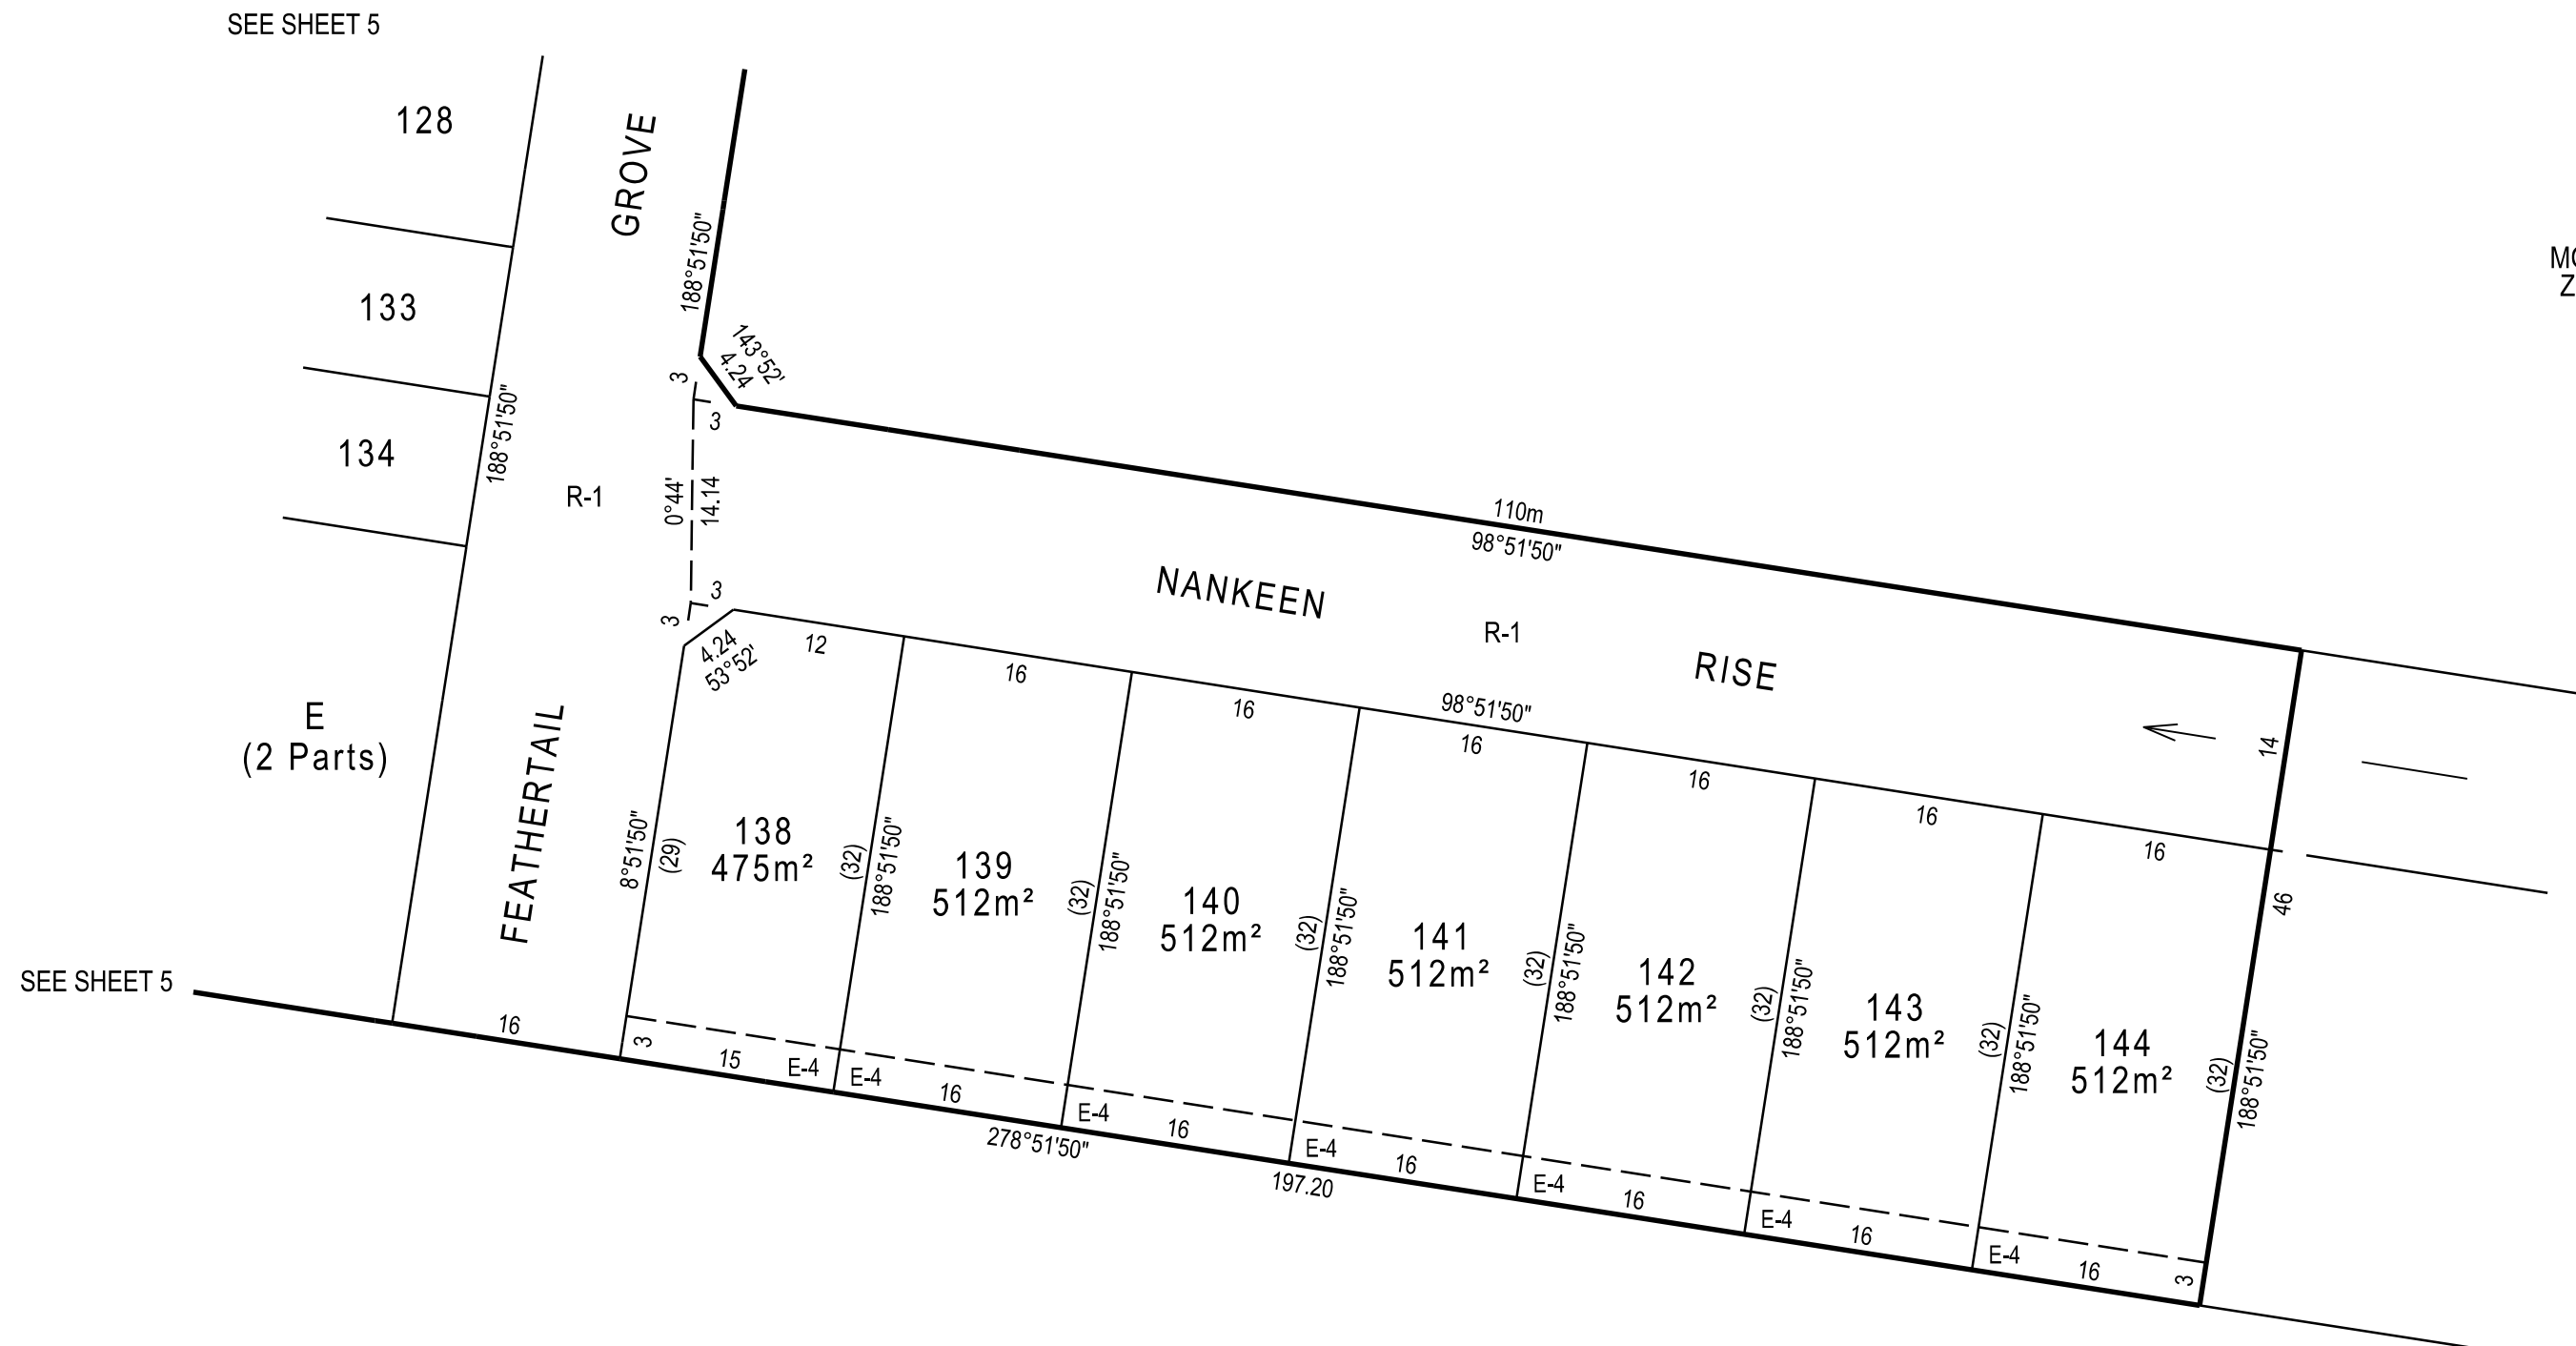 SEE SHEET 5
128
GROVE
188°51'50"
MO
Z
133
143°52'
4.24
3
3
134
188°51'50"
R-1
0°44'
14.14
110m
98°51'50"
NANKEEN
R-1
RISE
3
3
4.24
53°52'
12
16
16
98°51'50"
16
16
16
16
14
46
E
(2 Parts)
FEATHERTAIL
8°51'50"
(29)
138
475m²
(32)
188°51'50"
139
512m²
(32)
188°51'50"
140
512m²
(32)
188°51'50"
141
512m²
(32)
188°51'50"
142
512m²
(32)
188°51'50"
143
512m²
(32)
188°51'50"
144
512m²
(32)
188°51'50"
SEE SHEET 5
16
3
15
E-4
E-4
16
E-4
16
E-4
16
E-4
16
E-4
16
E-4
16
3
278°51'50"
197.20